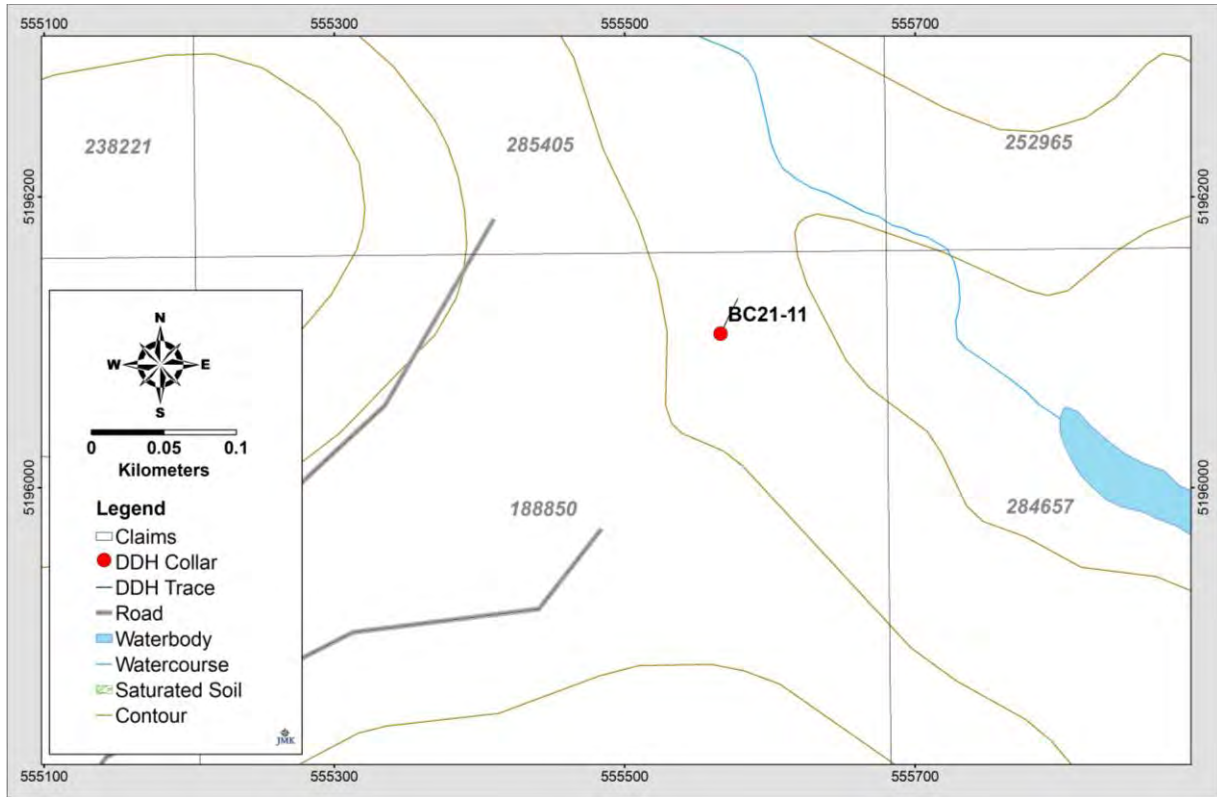 555100
555300
555500
555700
5196200
5196200
238221
285405
252965
BC21-11
N
W
E
S
0
0.05
0.1
Kilometers
5196000
5196000
188850
284657
Legend
Claims
DDH Collar
DDH Trace
Road
Waterbody
Watercourse
Saturated Soil
Contour
JMK
555100
555300
555500
555700